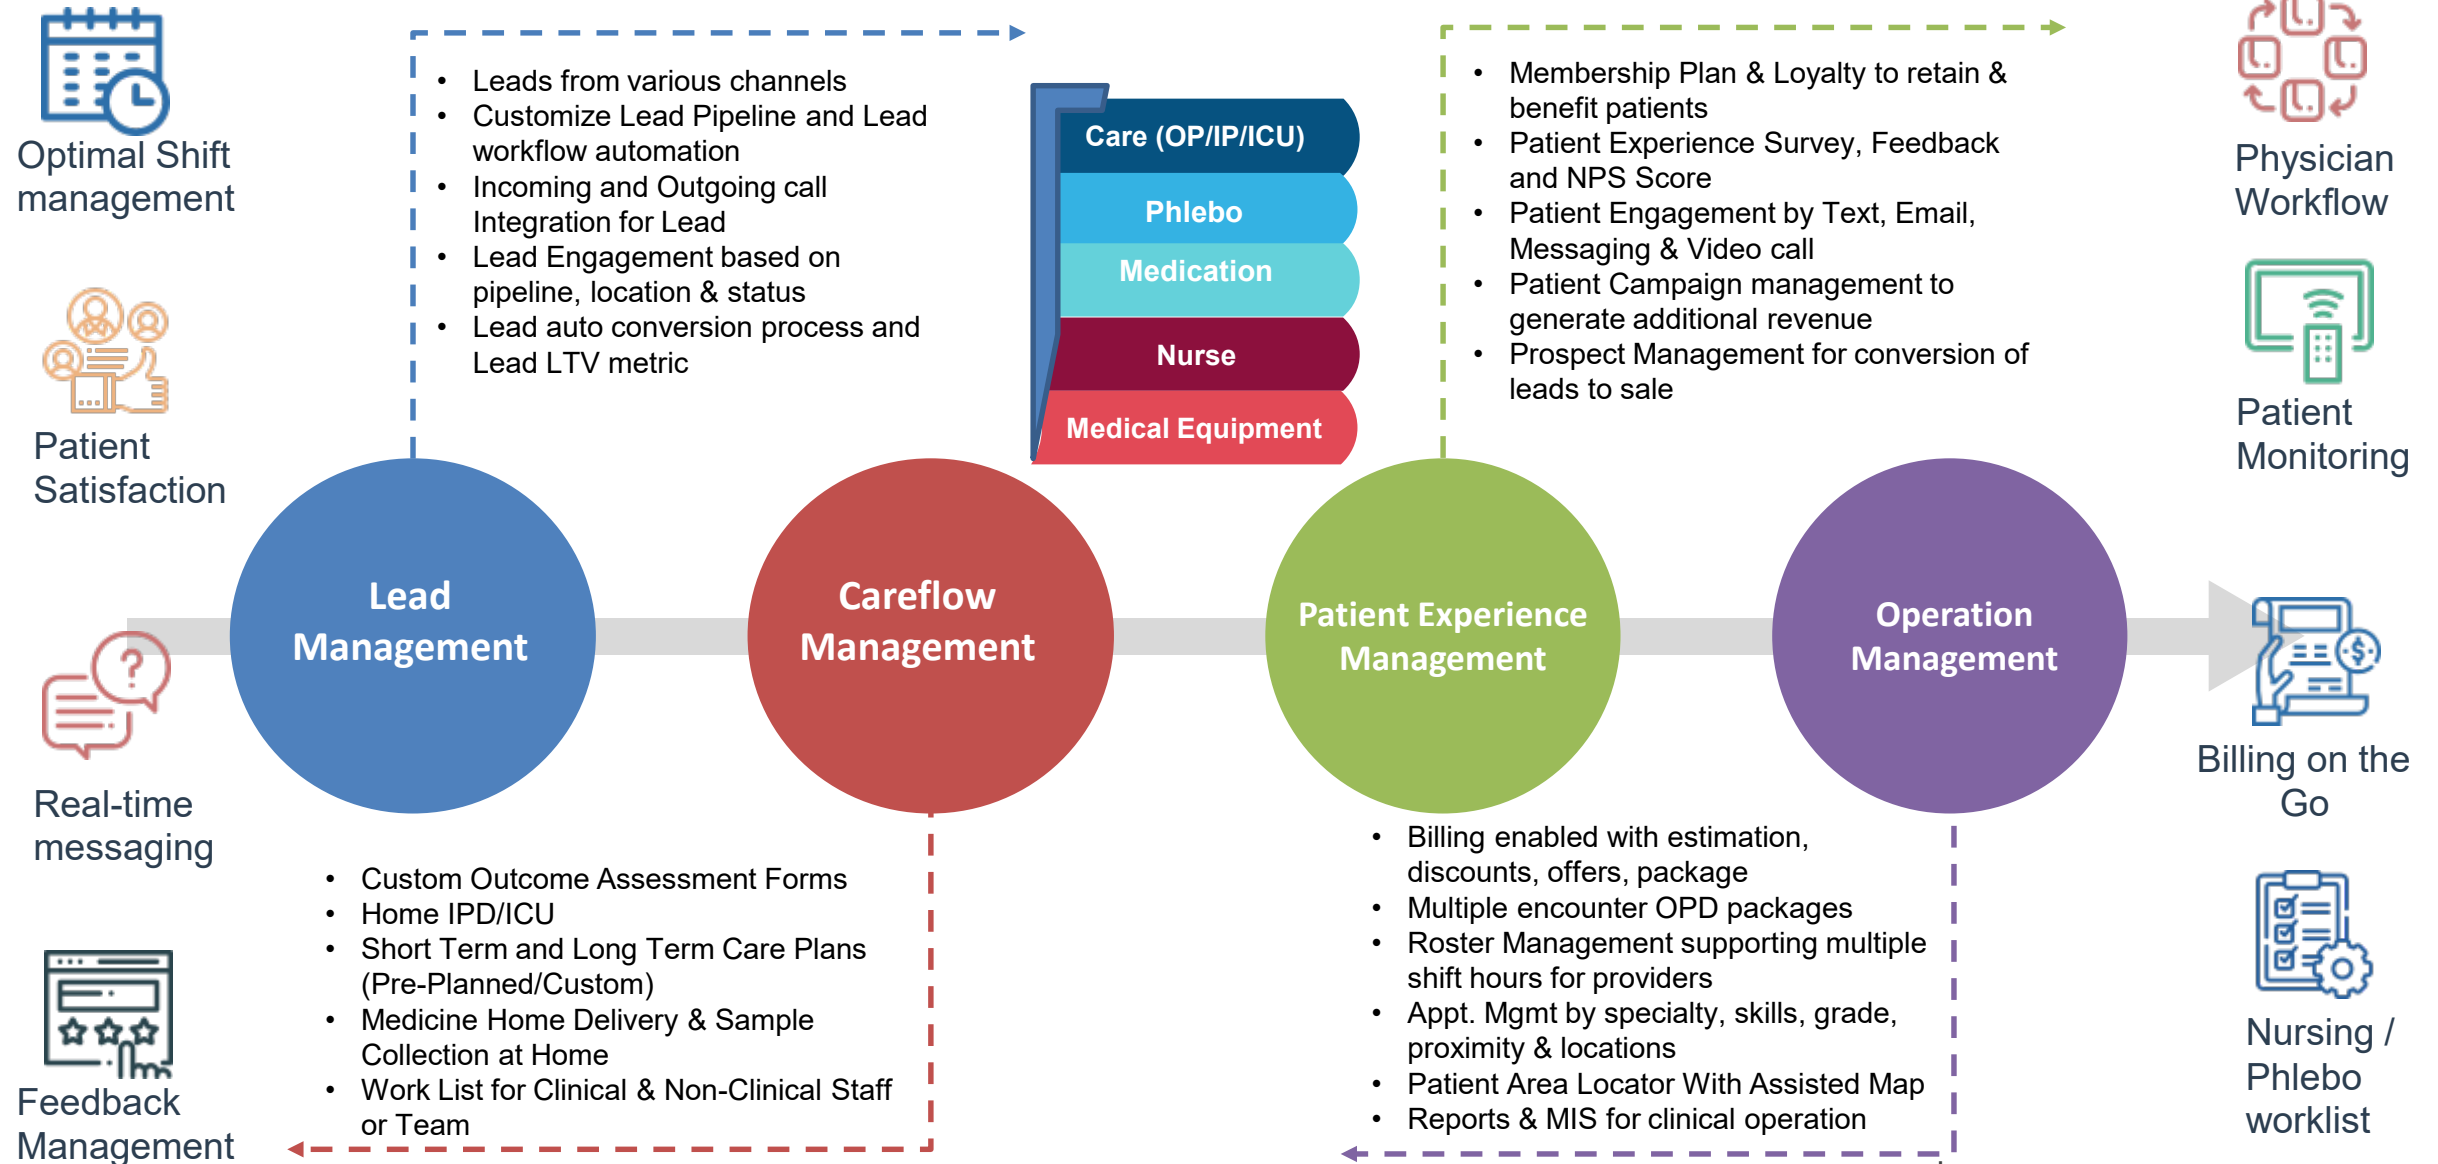 Optimal Shift
management
Patient
Satisfaction
Real-time
messaging
Feedback
Management
• Leads from various channels
• Customize Lead Pipeline and Lead
workflow automation
• Incoming and Outgoing call
Integration for Lead
• Lead Engagement based on
pipeline, location & status
• Lead auto conversion process and
Lead LTV metric
Care (OP/IP/ICU)
Phlebo
Medication
Nurse
Medical Equipment
• Membership Plan & Loyalty to retain &
benefit patients
• Patient Experience Survey, Feedback
and NPS Score
• Patient Engagement by Text, Email,
Messaging & Video call
• Patient Campaign management to
generate additional revenue
• Prospect Management for conversion of
leads to sale
Lead
Management
Careflow
Management
Patient Experience
Management
Operation
Management
• Custom Outcome Assessment Forms
• Home IPD/ICU
• Short Term and Long Term Care Plans
(Pre-Planned/Custom)
• Medicine Home Delivery & Sample
Collection at Home
• Work List for Clinical & Non-Clinical Staff
or Team
• Billing enabled with estimation,
discounts, offers, package
• Multiple encounter OPD packages
• Roster Management supporting multiple
shift hours for providers
• Appt. Mgmt by specialty, skills, grade,
proximity & locations
• Patient Area Locator With Assisted Map
• Reports & MIS for clinical operation
Physician
Workflow
Patient
Monitoring
Billing on the
Go
Nursing /
Phlebo
worklist